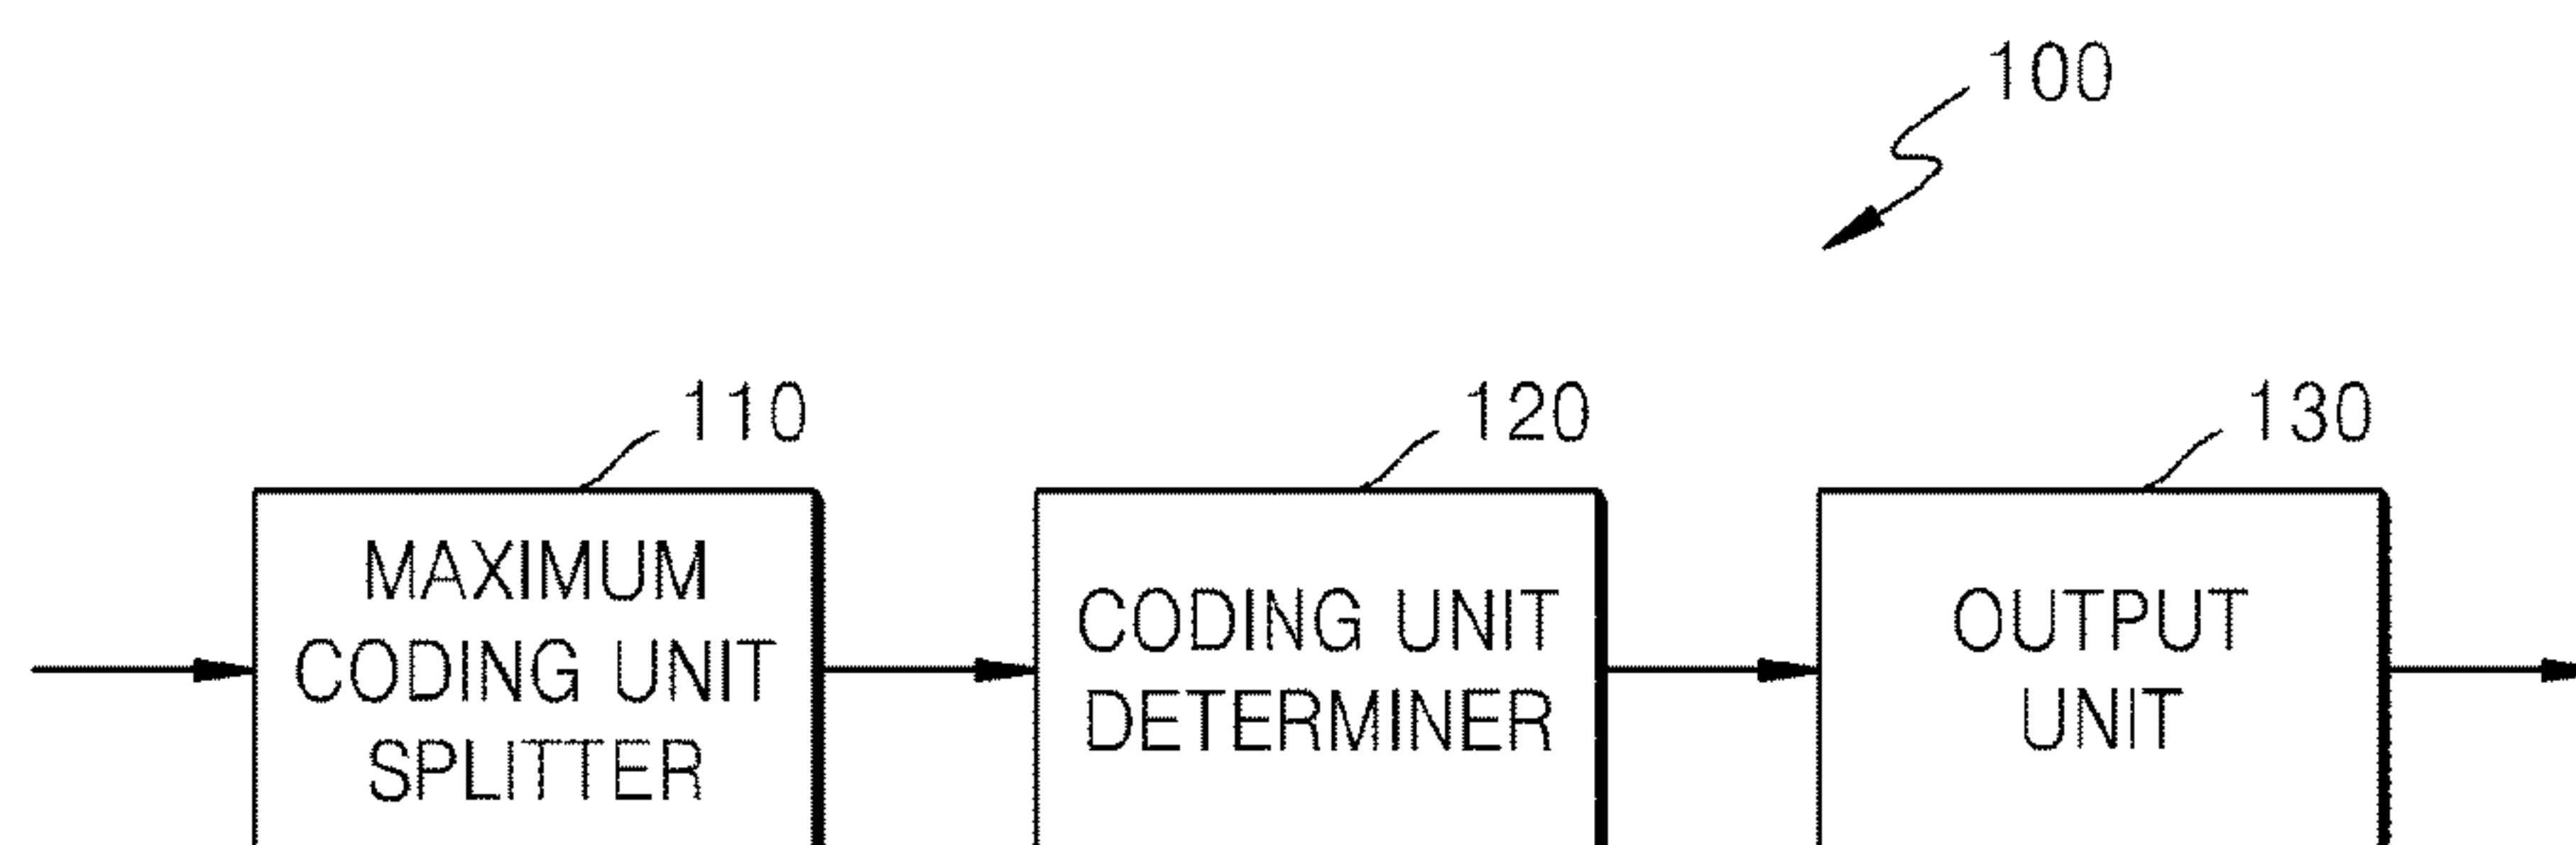 100
110
120
130
MAXIMUM
CODING UNIT
SPLITTER
CODING UNIT
DETERMINER
OUTPUT
UNIT